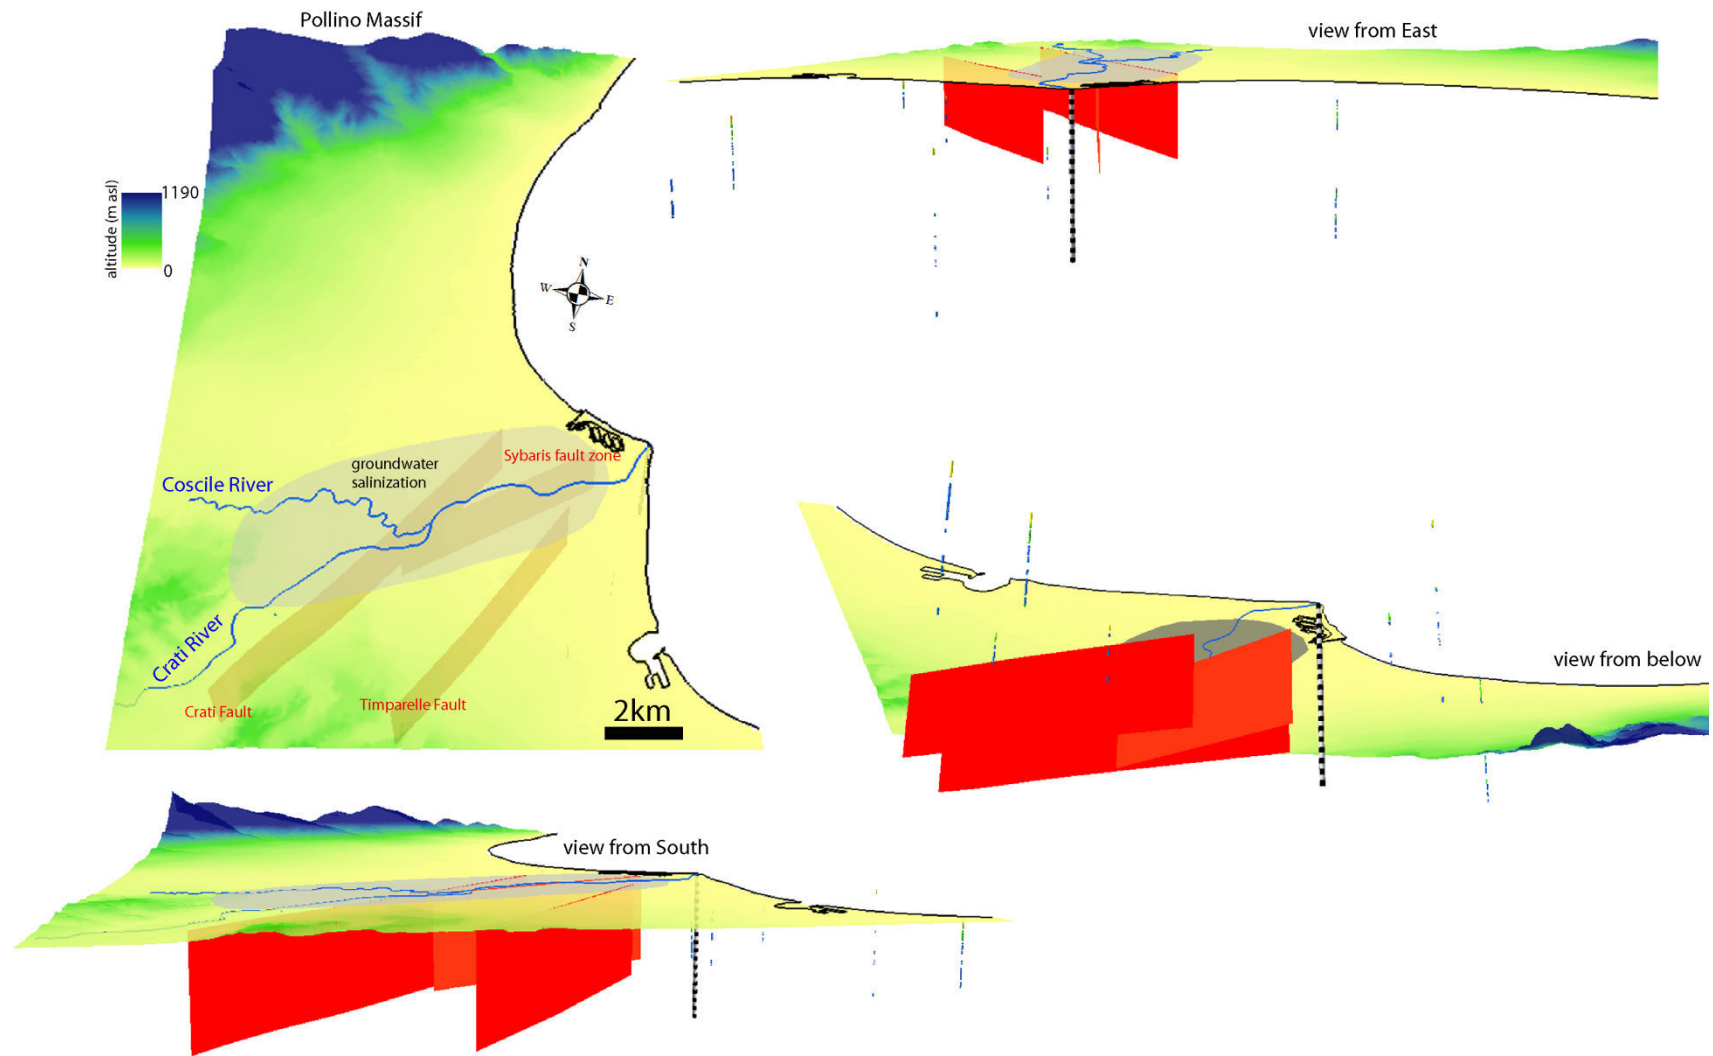 Pollino Massif
view from East
1190
altitude (m asl)
0
N
W
E
S
groundwater
salinization
Sybaris fault zone
Coscile River
Crati River
Crati Fault
Timparelle Fault
2km
view from below
view from South